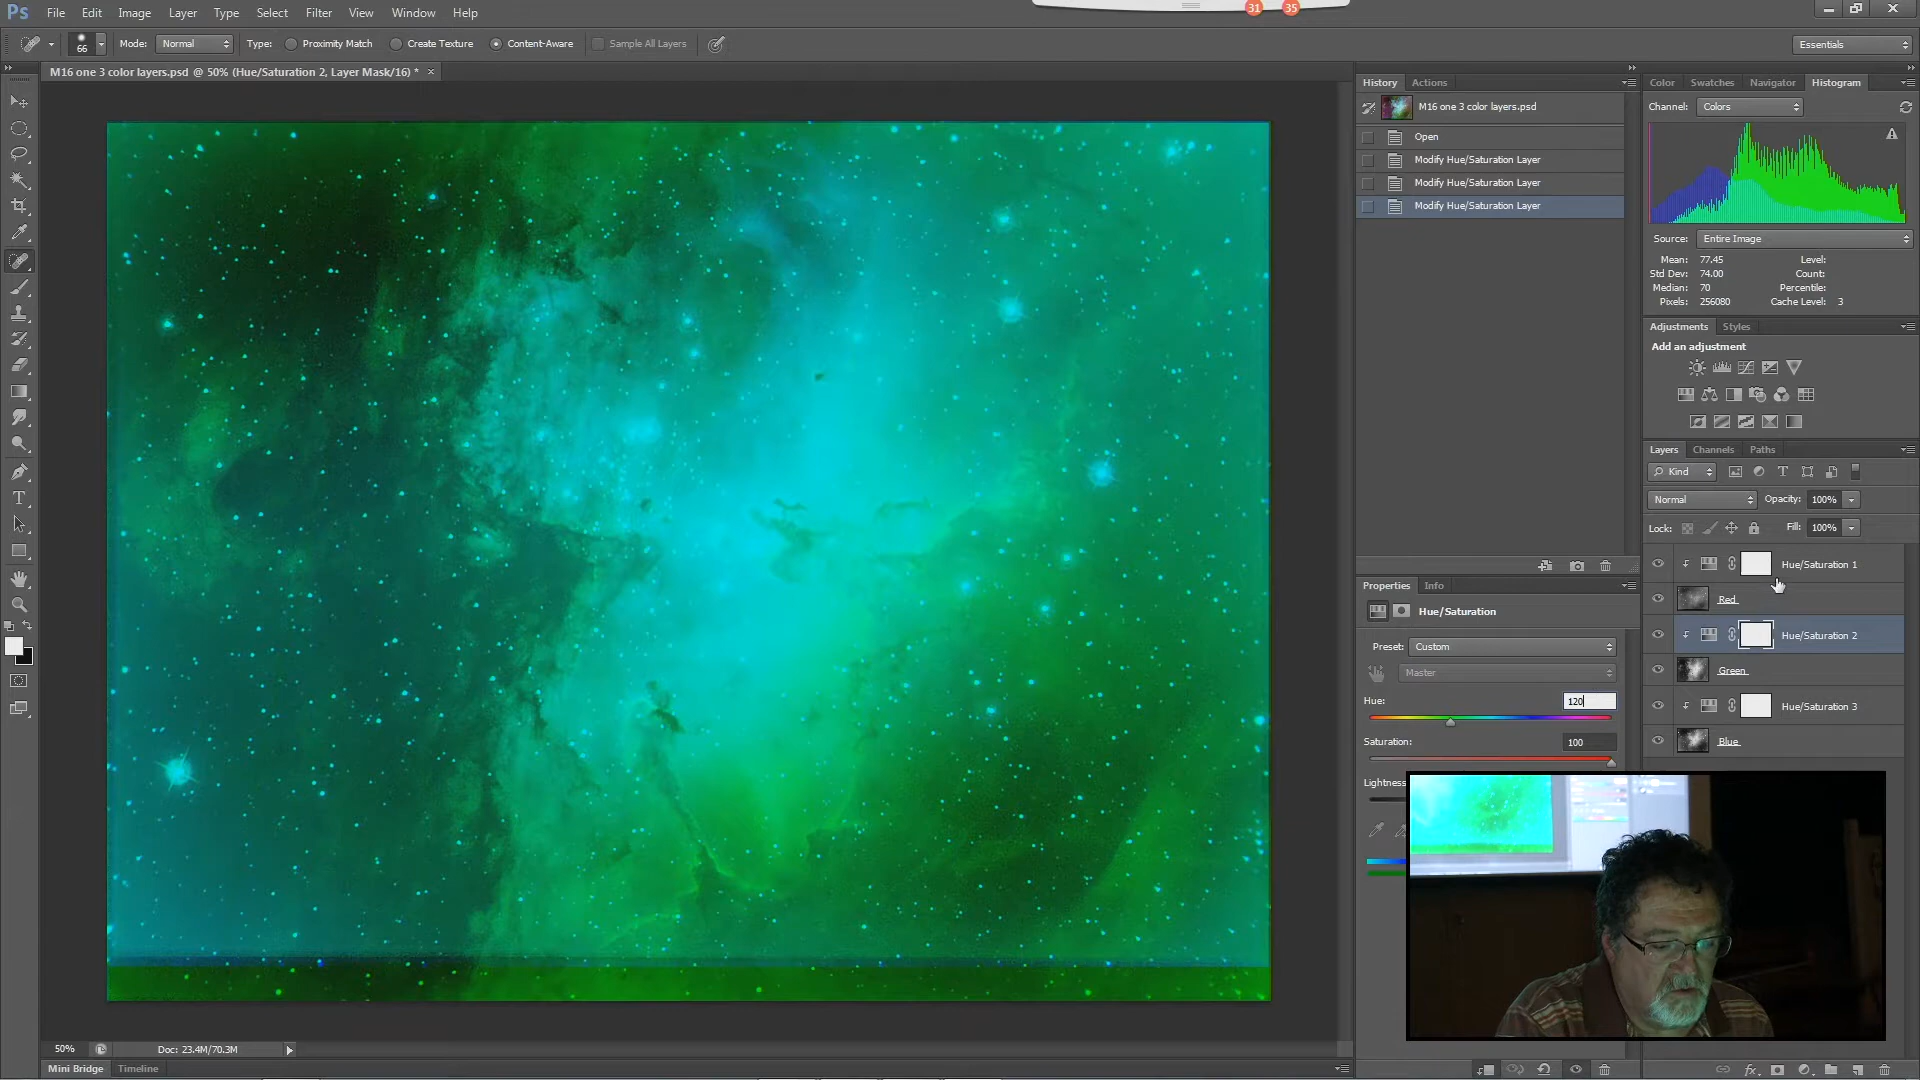 Ps File Edit Image Layer Type Select Filter View Window Help
31 35
66 Mode: Normal Type: Proximity Match Create Texture Content-Aware Sample All Layers Essentials
M16 one 3 color layers.psd @ 50% (Hue/Saturation 2, Layer Mask/16) *
History Actions
M16 one 3 color layers.psd
Open
Modify Hue/Saturation Layer
Modify Hue/Saturation Layer
Modify Hue/Saturation Layer
Color Swatches Navigator Histogram
Channel: Colors
Source: Entire Image
Mean: 77.45 Level:
Std Dev: 74.00 Count:
Median: 70 Percentile:
Pixels: 256080 Cache Level: 3
Adjustments Styles
Add an adjustment
Layers Channels Paths
Kind
Normal Opacity: 100%
Lock: Fill: 100%
Hue/Saturation 1
Red
Hue/Saturation 2
Green
Hue/Saturation 3
Blue
Properties Info
Hue/Saturation
Preset: Custom
Master
Hue: 120
Saturation: 100
Lightness
50% Doc: 23.4M/70.3M
Mini Bridge Timeline